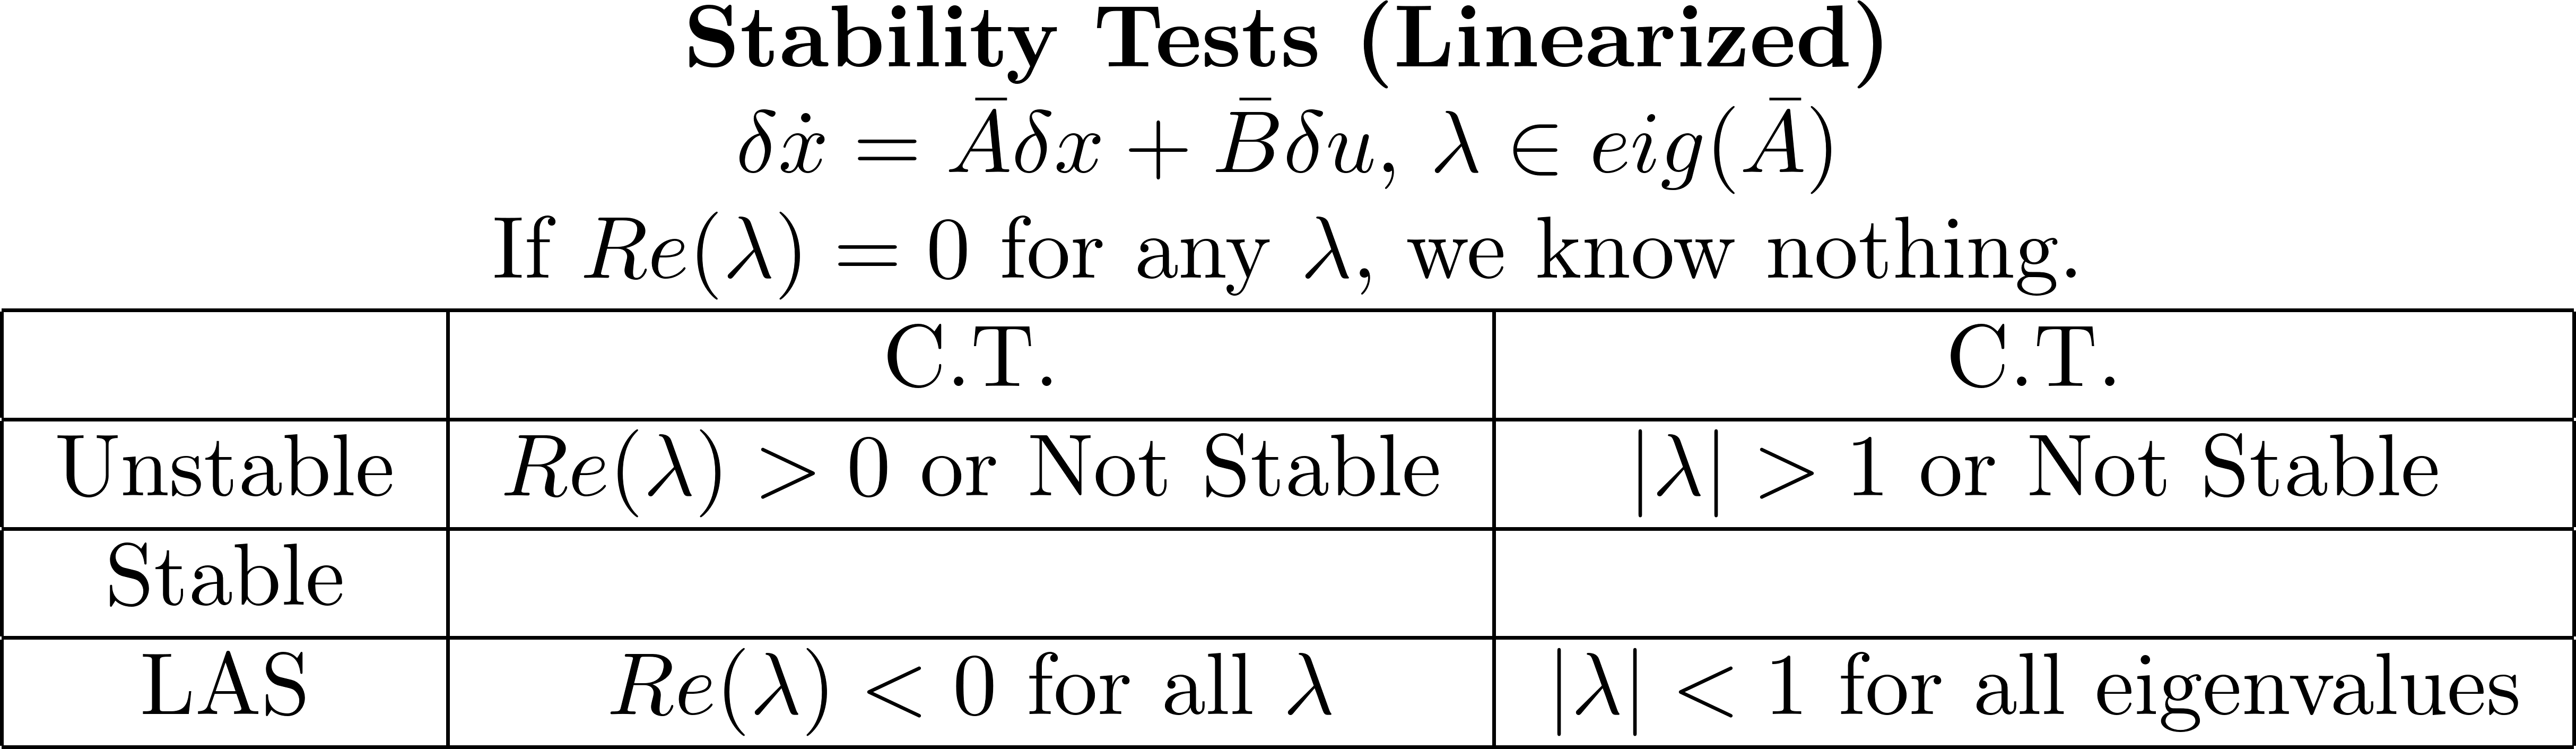 Stability Tests (Linearized)
δẋ = Āδx + B̄δu, λ ∈ eig(Ā)
If Re(λ) = 0 for any λ, we know nothing.
C.T. C.T.
Unstable Re(λ) > 0 or Not Stable |λ| > 1 or Not Stable
Stable
LAS Re(λ) < 0 for all λ |λ| < 1 for all eigenvalues